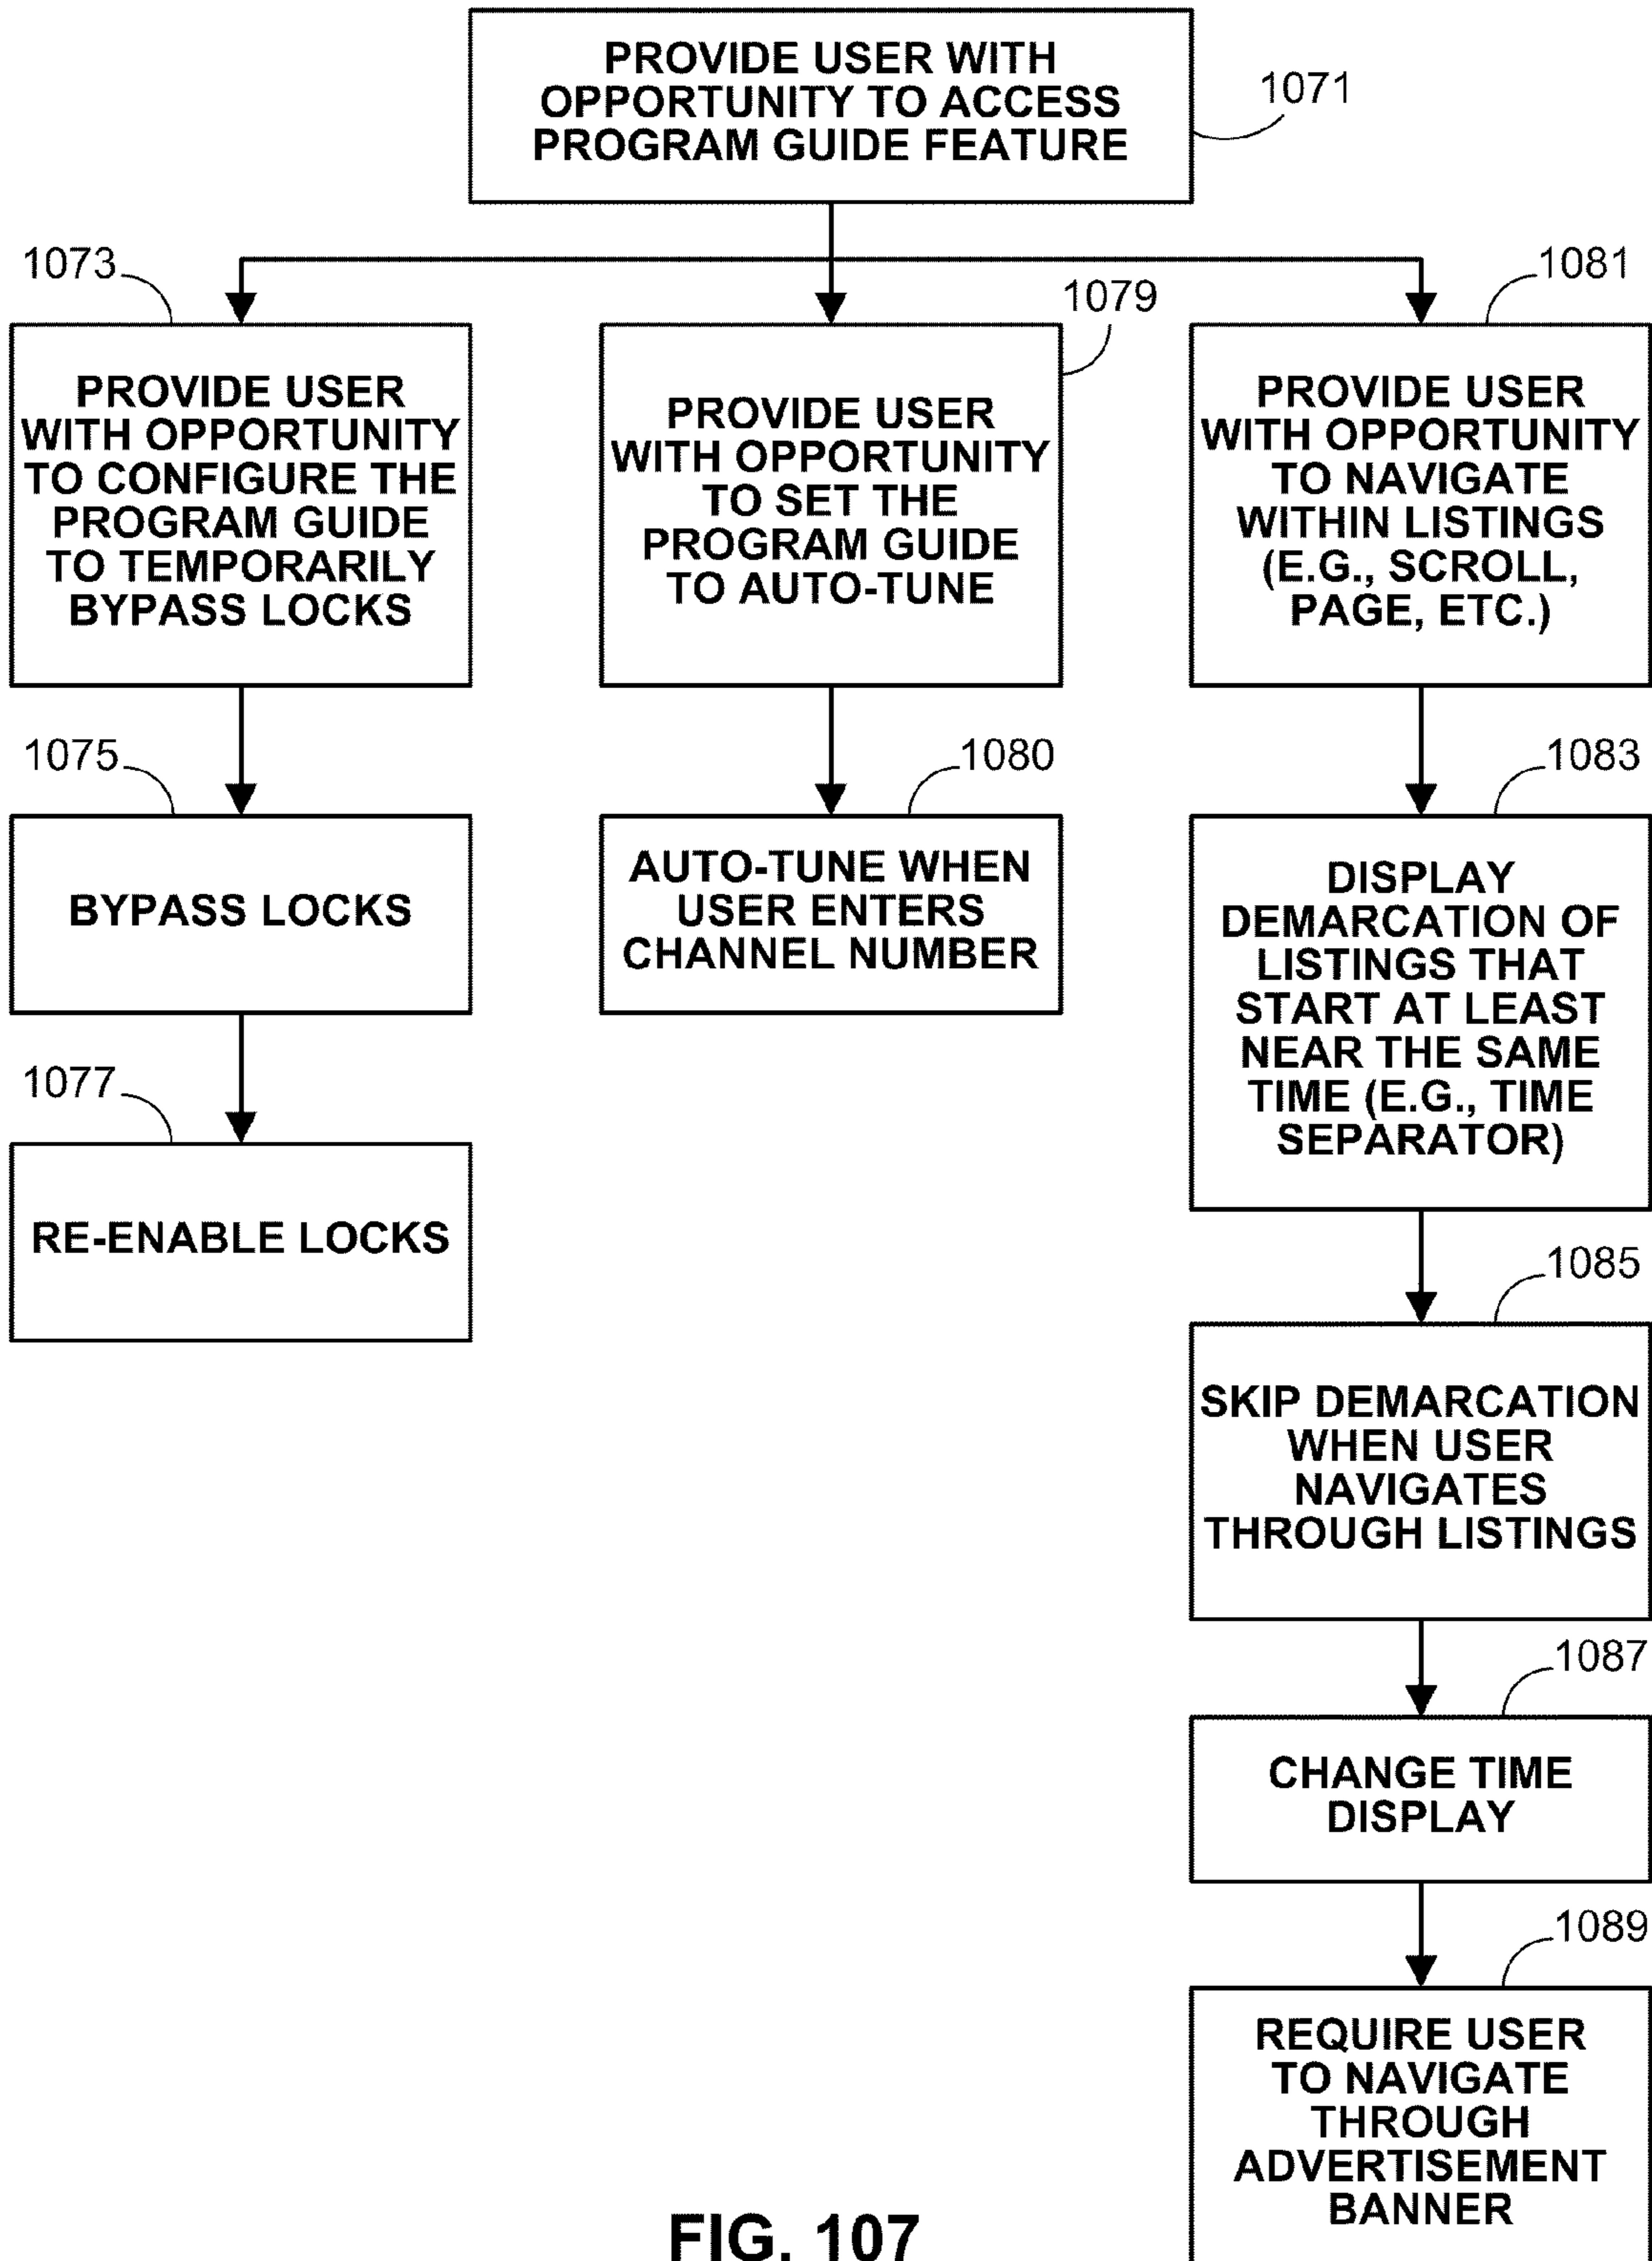 PROVIDE USER WITH
OPPORTUNITY TO ACCESS
PROGRAM GUIDE FEATURE
1071
1073
PROVIDE USER
WITH OPPORTUNITY
TO CONFIGURE THE
PROGRAM GUIDE
TO TEMPORARILY
BYPASS LOCKS
1075
BYPASS LOCKS
1077
RE-ENABLE LOCKS
1079
PROVIDE USER
WITH OPPORTUNITY
TO SET THE
PROGRAM GUIDE
TO AUTO-TUNE
1080
AUTO-TUNE WHEN
USER ENTERS
CHANNEL NUMBER
1081
PROVIDE USER
WITH OPPORTUNITY
TO NAVIGATE
WITHIN LISTINGS
(E.G., SCROLL,
PAGE, ETC.)
1083
DISPLAY
DEMARCATION OF
LISTINGS THAT
START AT LEAST
NEAR THE SAME
TIME (E.G., TIME
SEPARATOR)
1085
SKIP DEMARCATION
WHEN USER
NAVIGATES
THROUGH LISTINGS
1087
CHANGE TIME
DISPLAY
1089
REQUIRE USER
TO NAVIGATE
THROUGH
ADVERTISEMENT
BANNER
FIG. 107